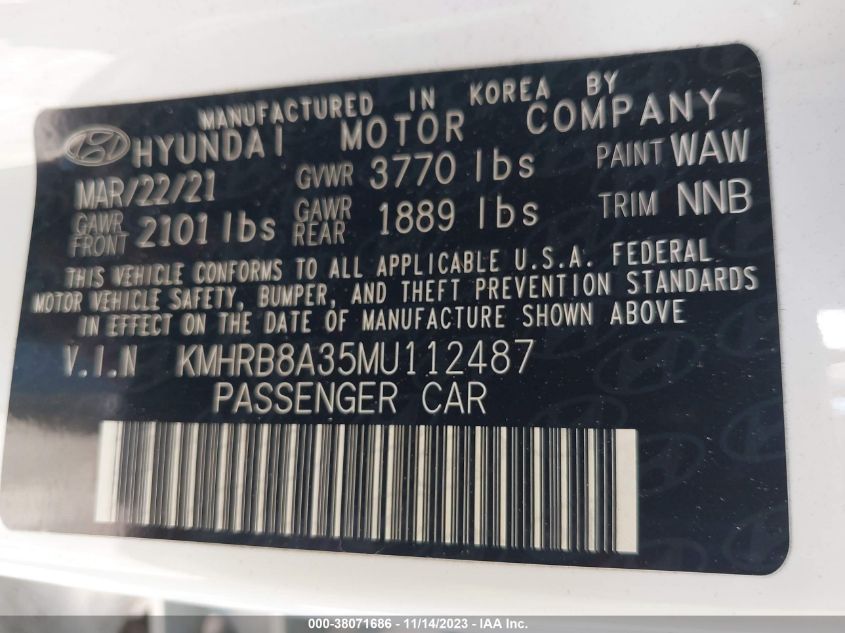 MANUFACTURED IN KOREA BY
HYUNDAI MOTOR COMPANY
MAR/22/21 GVWR 3770 lbs PAINT WAW
GAWR FRONT 2101 lbs GAWR REAR 1889 lbs TRIM NNB
THIS VEHICLE CONFORMS TO ALL APPLICABLE U.S.A. FEDERAL
MOTOR VEHICLE SAFETY, BUMPER, AND THEFT PREVENTION STANDARDS
IN EFFECT ON THE DATE OF MANUFACTURE SHOWN ABOVE
V.I.N KMHRB8A35MU112487
PASSENGER CAR
000-38071686 - 11/14/2023 - IAA Inc.